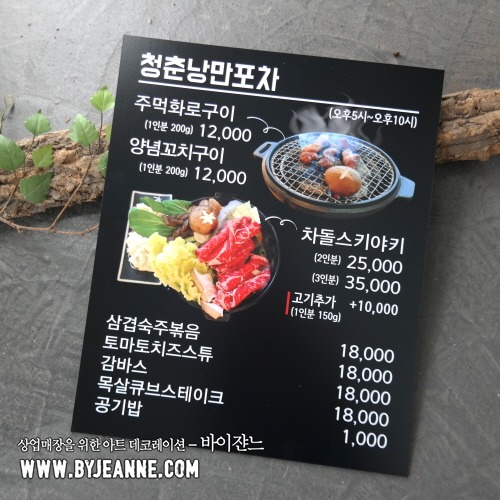 청춘낭만포차
(오후5시~오후10시)
주먹화로구이
(1인분 200g) 12,000
양념꼬치구이
(1인분 200g) 12,000
차돌스키야키
(2인분) 25,000
(3인분) 35,000
고기추가 +10,000
(1인분 150g)
삼겹숙주볶음 18,000
토마토치즈스튜 18,000
감바스 18,000
목살큐브스테이크 18,000
공기밥 1,000
상업매장을 위한 아트 데코레이션 - 바이쟌느
WWW.BYJEANNE.COM